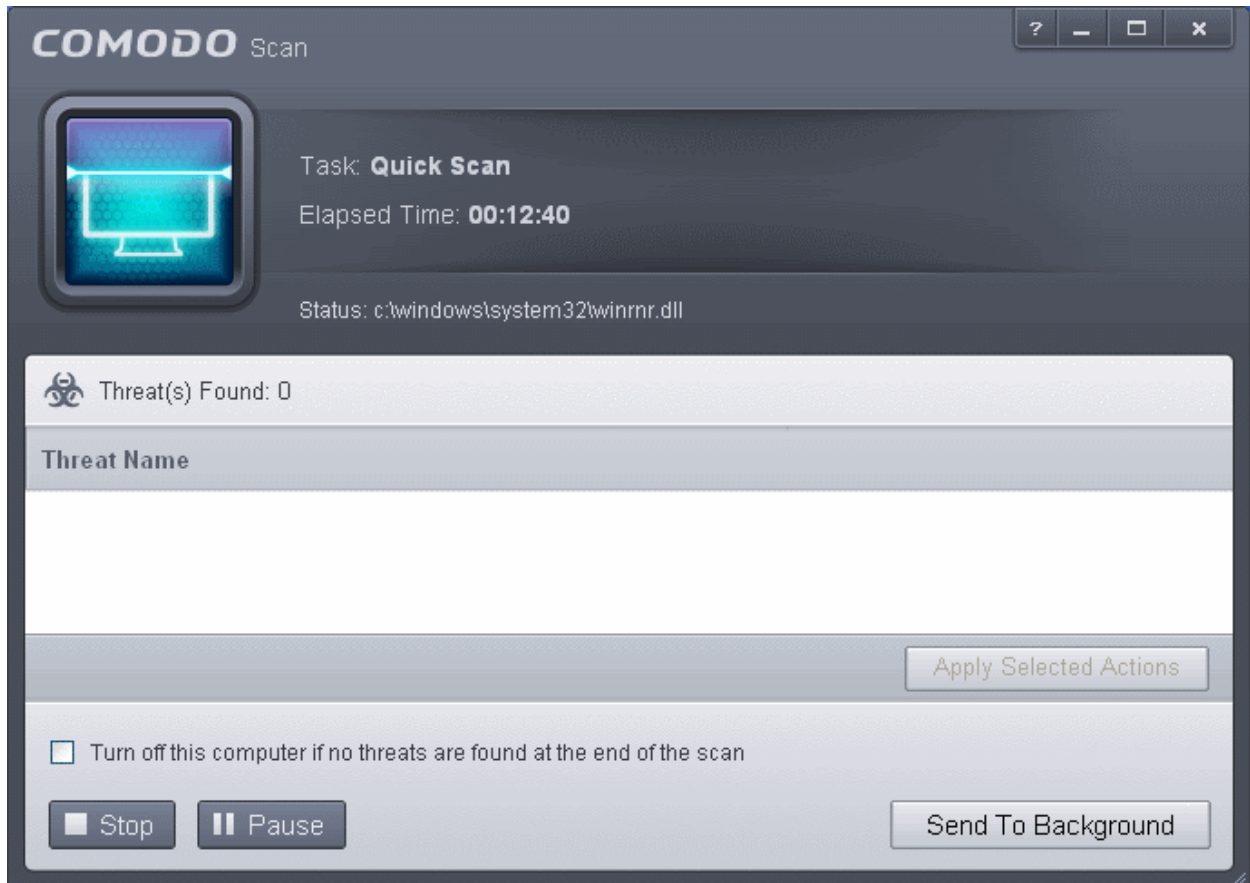 COMODO Scan
?
Task: Quick Scan
Elapsed Time: 00:12:40
Status: c:\windows\system32\winrnr.dll
Threat(s) Found: 0
Threat Name
Apply Selected Actions
Turn off this computer if no threats are found at the end of the scan
Stop Pause Send To Background